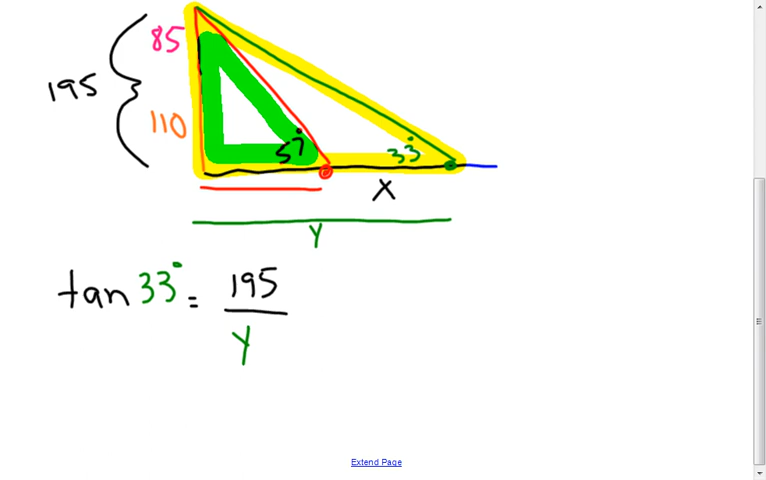 85
195
110
57°
33°
X
Y
tan 33° = 195
Y
Extend Page